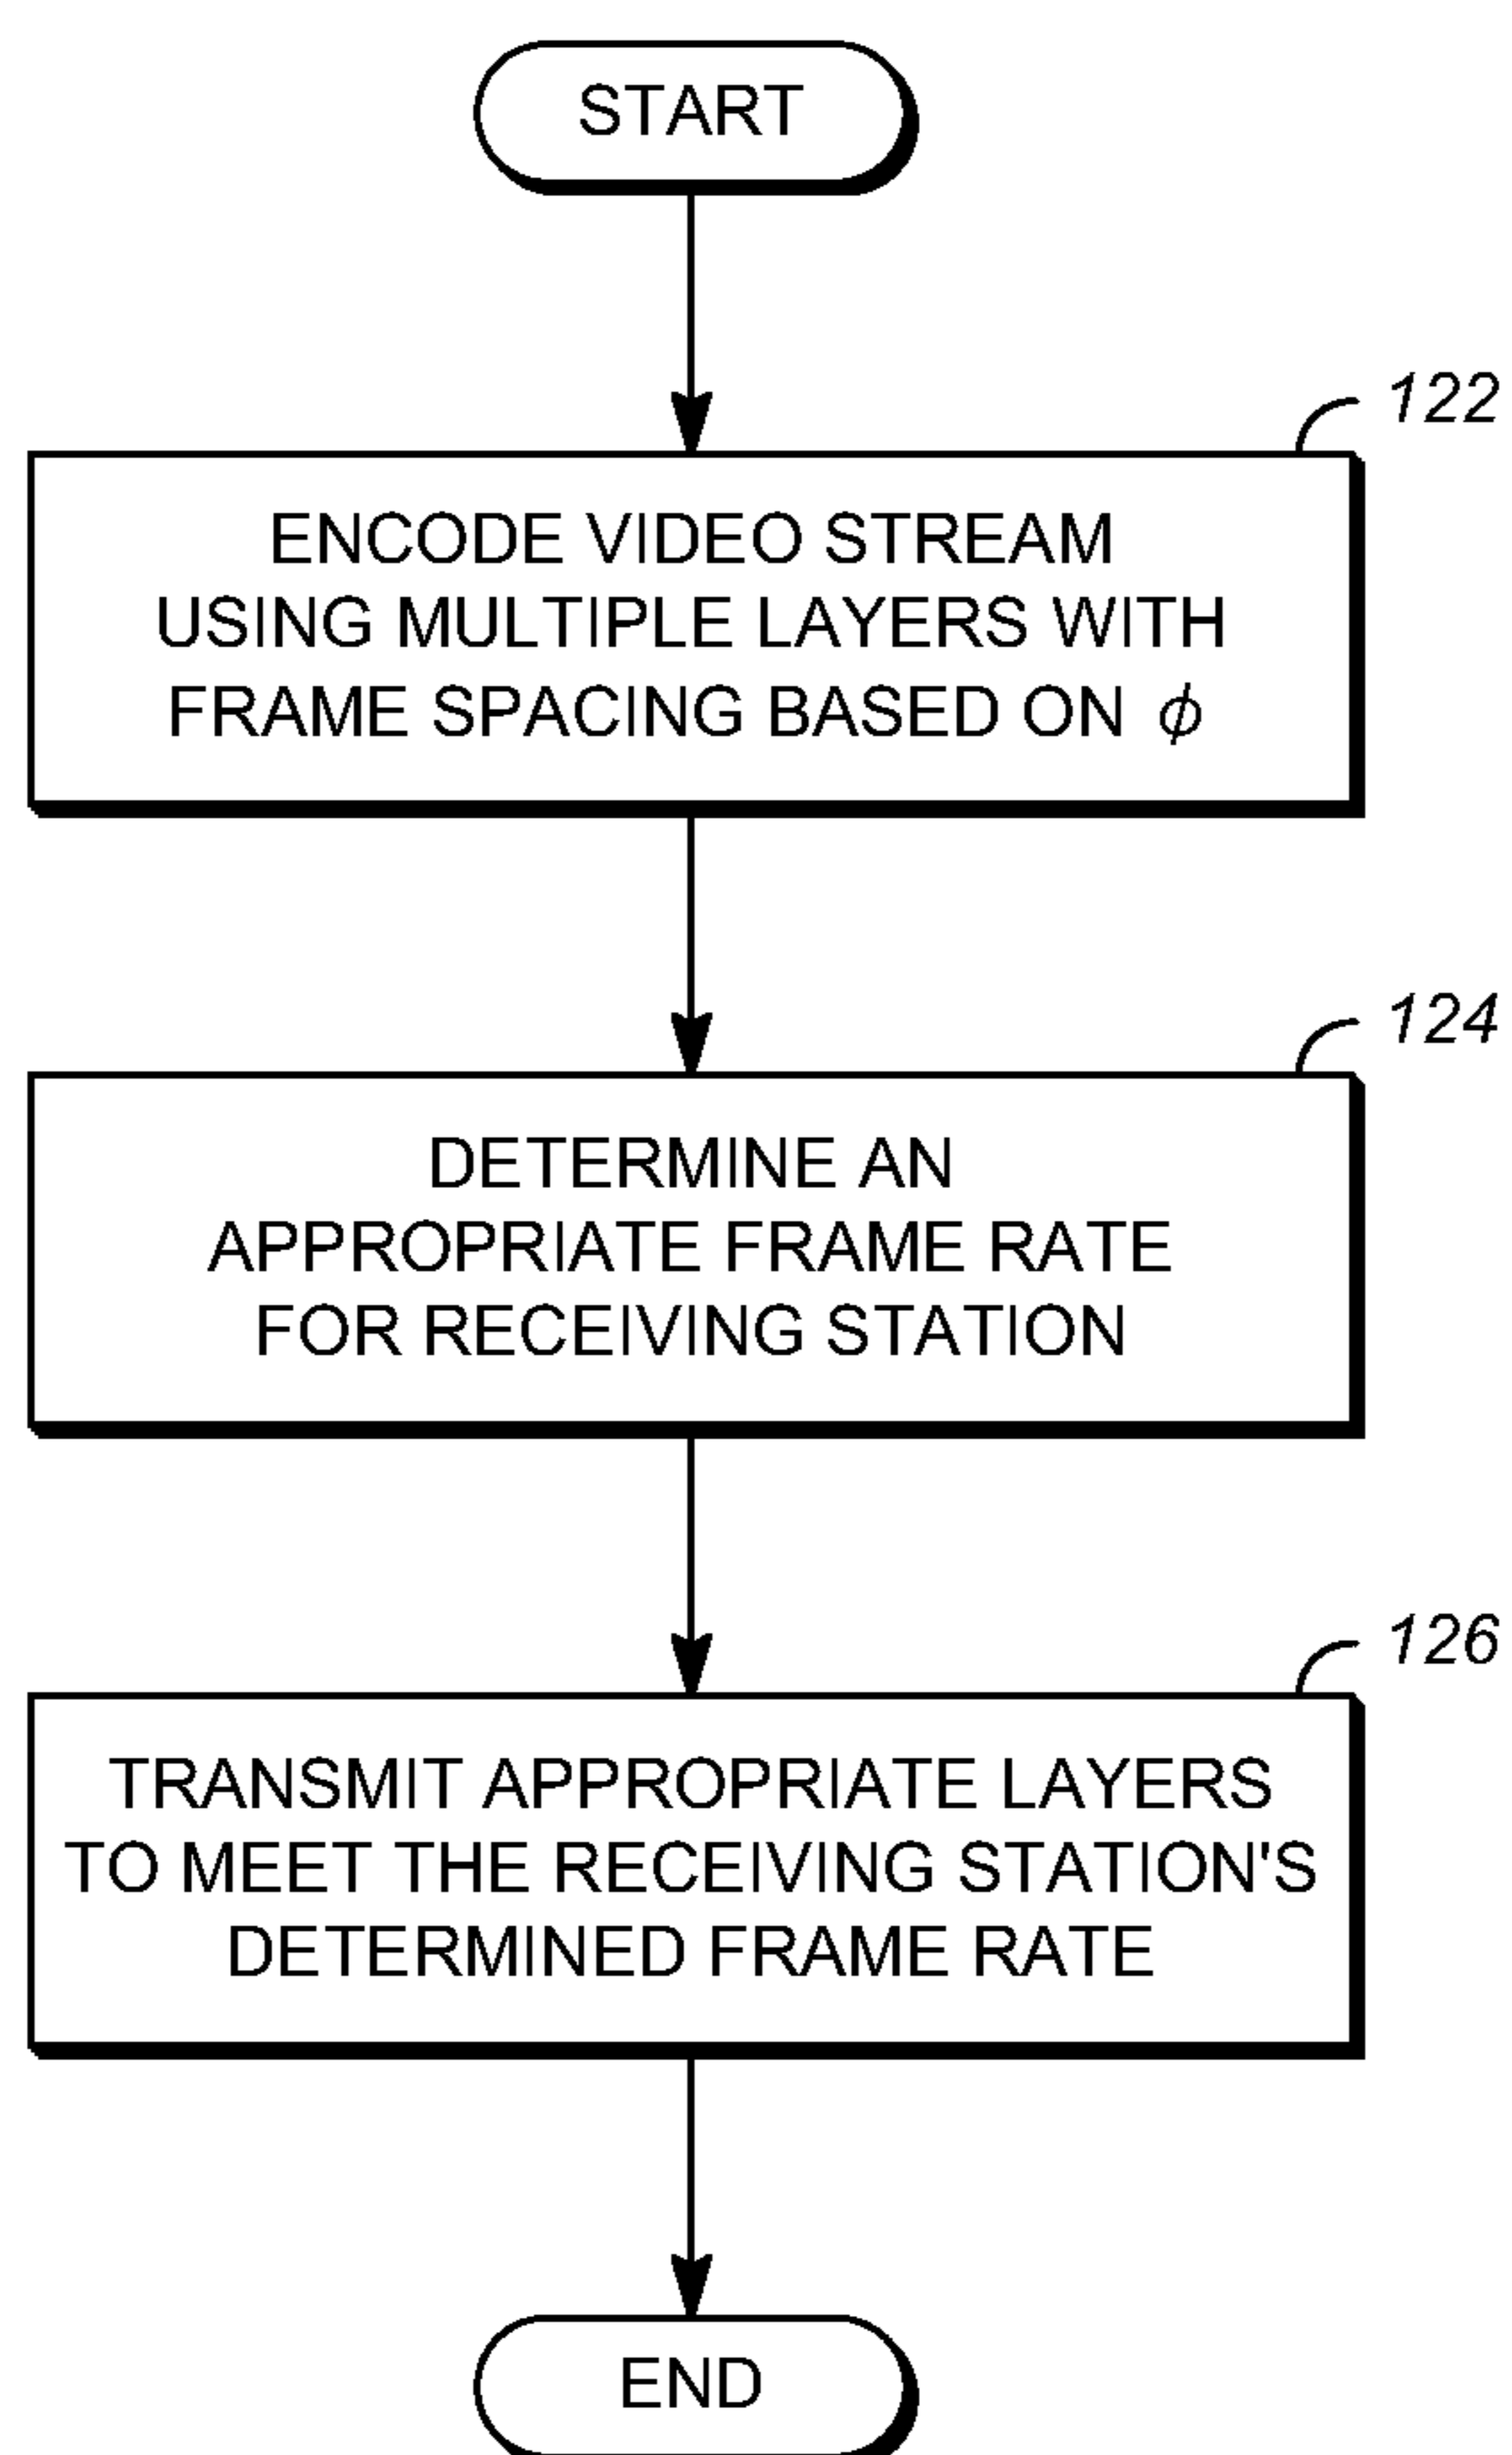 START
122
ENCODE VIDEO STREAM
USING MULTIPLE LAYERS WITH
FRAME SPACING BASED ON ϕ
124
DETERMINE AN
APPROPRIATE FRAME RATE
FOR RECEIVING STATION
126
TRANSMIT APPROPRIATE LAYERS
TO MEET THE RECEIVING STATION'S
DETERMINED FRAME RATE
END